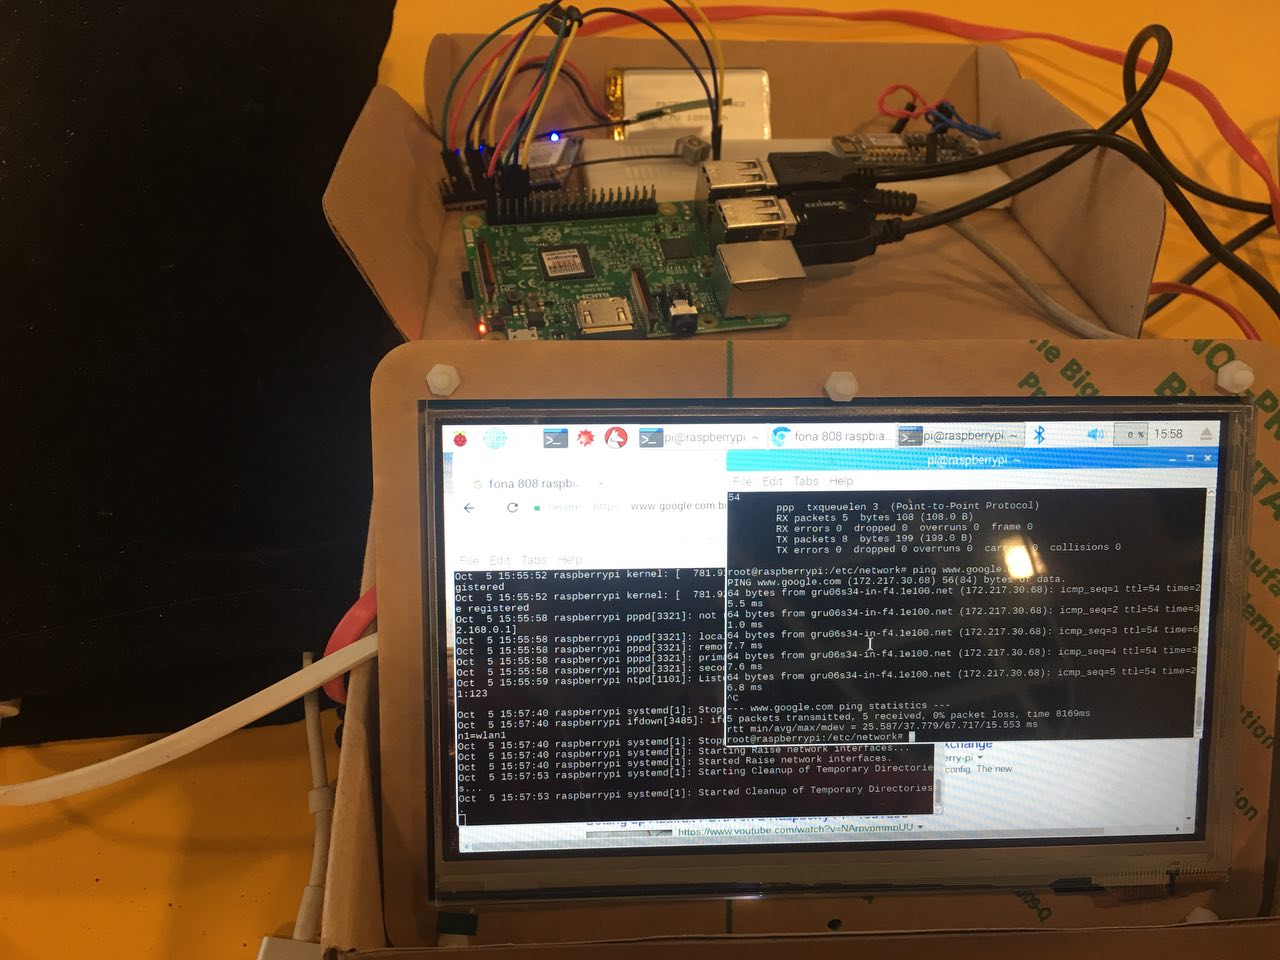 EDIMAX
HDMI
he Big
NO
pi@raspberrypi: ~
fona 808 raspbia...
pi@raspberrypi: ~
0 %
15:58
pi@raspberrypi: ~
File Edit Tabs Help
fona 808 raspbi
Secure
https://
www.google.com.b
54
ppp txqueuelen 3 (Point-to-Point Protocol)
RX packets 5 bytes 108 (108.0 B)
RX errors 0 dropped 0 overruns 0 frame 0
TX packets 8 bytes 199 (199.0 B)
TX errors 0 dropped 0 overruns 0 0 collisions 0
root@raspberrypi:/etc/network# ping www.google.
PING www.google.com (172.217.30.68) 56(84) bytes of data.
64 bytes from gru06s34-in-f4.1e100.net (172.217.30.68): icmp_seq=1 ttl=54 time=2
5.5 ms
64 bytes from gru06s34-in-f4.1e100.net (172.217.30.68): icmp_seq=2 ttl=54 time=3
1.0 ms
64 bytes from gru06s34-in-f4.1e100.net (172.217.30.68): icmp_seq=3 ttl=54 time=6
7.7 ms
64 bytes from gru06s34-in-f4.1e100.net (172.217.30.68): icmp_seq=4 ttl=54 time=3
7.6 ms
64 bytes from gru06s34-in-f4.1e100.net (172.217.30.68): icmp_seq=5 ttl=54 time=2
6.8 ms
^C
--- www.google.com ping statistics ---
5 packets transmitted, 5 received, 0% packet loss, time 8169ms
rtt min/avg/max/mdev = 25.587/37.779/67.717/15.553 ms
root@raspberrypi:/etc/network#
File Edit Tabs Help
Oct 5 15:55:52 raspberrypi kernel: [ 781.9
gistered
Oct 5 15:55:52 raspberrypi kernel: [ 781.9
e registered
Oct 5 15:55:58 raspberrypi pppd[3321]: not
2.168.0.1]
Oct 5 15:55:58 raspberrypi pppd[3321]: loca
Oct 5 15:55:58 raspberrypi pppd[3321]: remo
Oct 5 15:55:58 raspberrypi pppd[3321]: prim
Oct 5 15:55:58 raspberrypi pppd[3321]: seco
Oct 5 15:55:59 raspberrypi ntpd[1101]: List
1:123
Oct 5 15:57:40 raspberrypi systemd[1]: Stop
Oct 5 15:57:40 raspberrypi ifdown[3485]: if
n1=wlan1
Oct 5 15:57:40 raspberrypi systemd[1]: Stop
Oct 5 15:57:40 raspberrypi systemd[1]: Starting Raise network interfaces...
Oct 5 15:57:40 raspberrypi systemd[1]: Started Raise network interfaces.
Oct 5 15:57:53 raspberrypi systemd[1]: Starting Cleanup of Temporary Directorie
s...
Oct 5 15:57:53 raspberrypi systemd[1]: Started Cleanup of Temporary Directories
.
xchange
erry-pi
config. The new
https://www.youtube.com/watch?v=